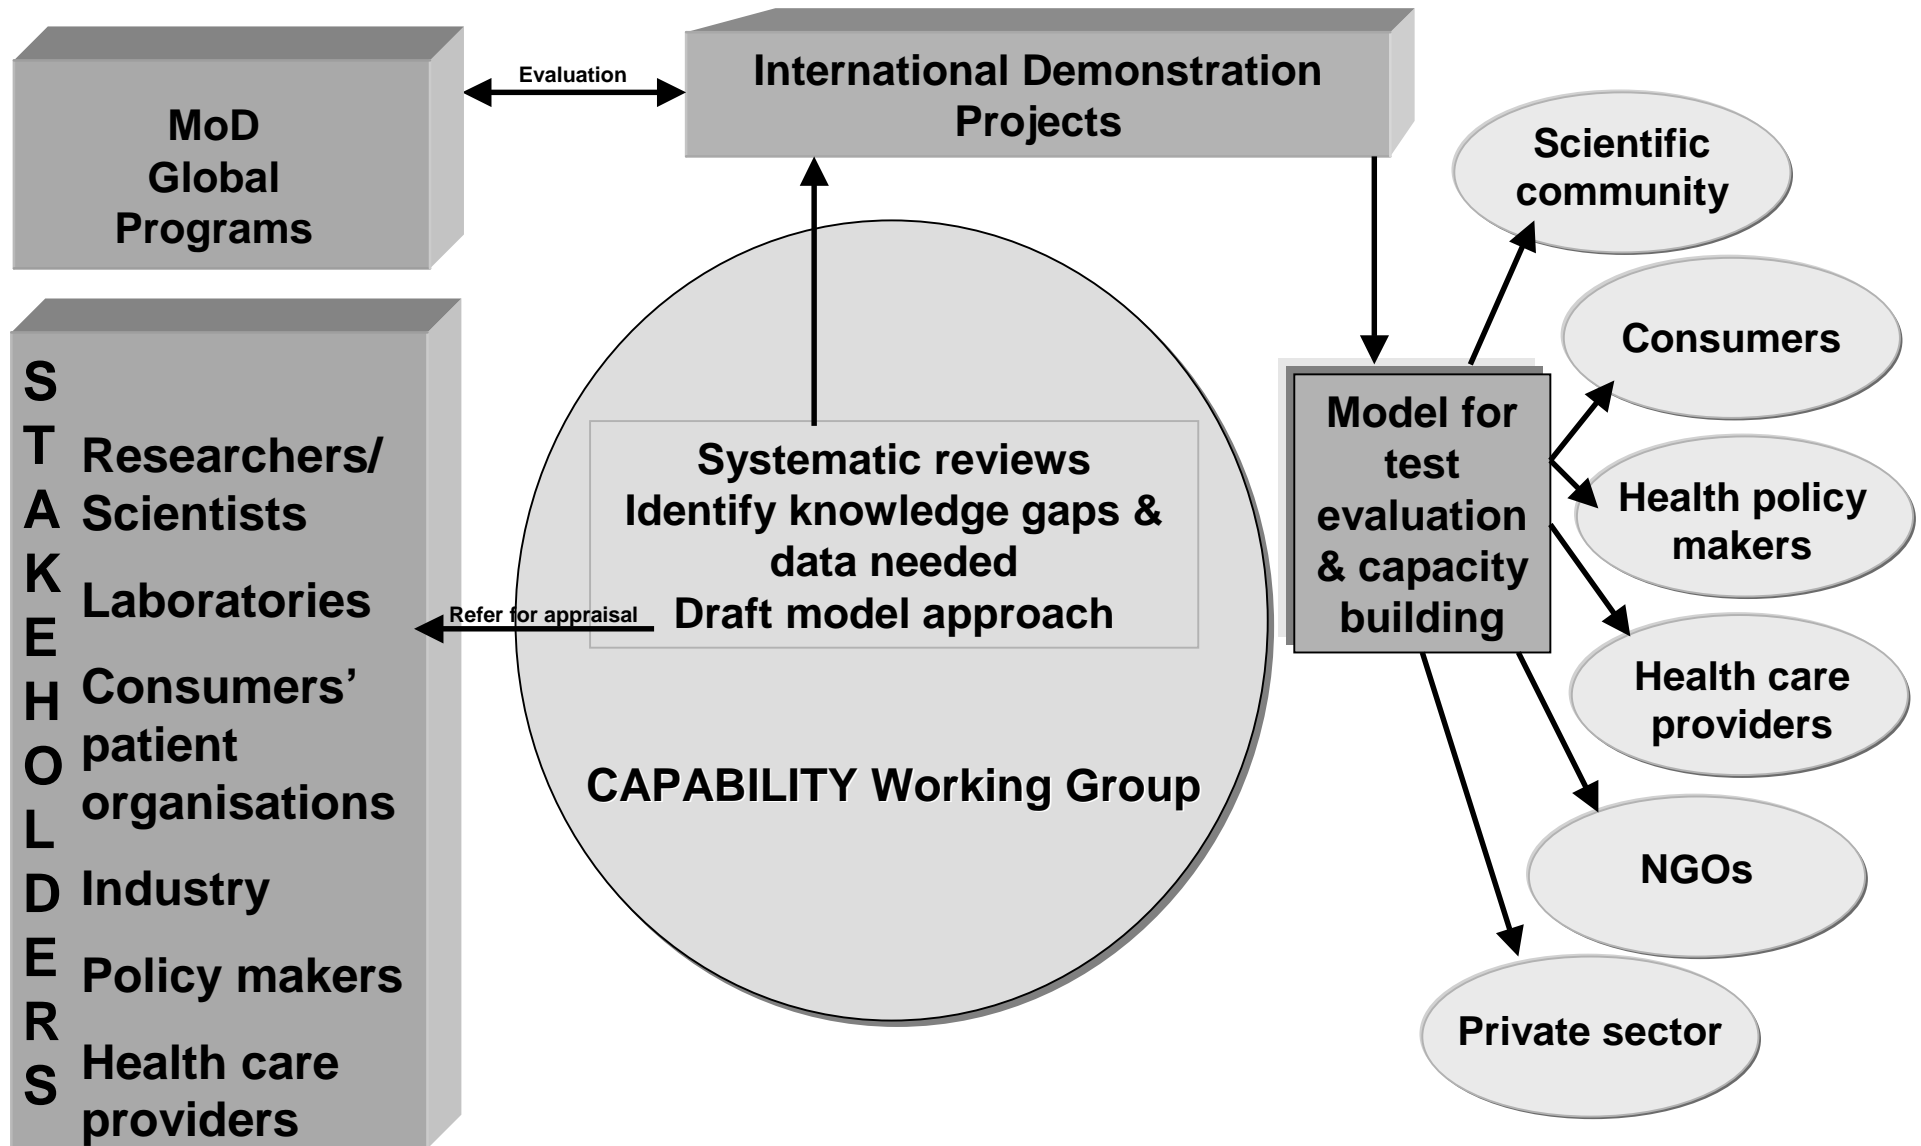 MoD
Global
Programs
Evaluation
International Demonstration
Projects
STAKEHOLDERS
Researchers/
Scientists
Laboratories
Consumers’
patient
organisations
Industry
Policy makers
Health care
providers
Refer for appraisal
Systematic reviews
Identify knowledge gaps &
data needed
Draft model approach
CAPABILITY Working Group
Model for
test
evaluation
& capacity
building
Scientific
community
Consumers
Health policy
makers
Health care
providers
NGOs
Private sector